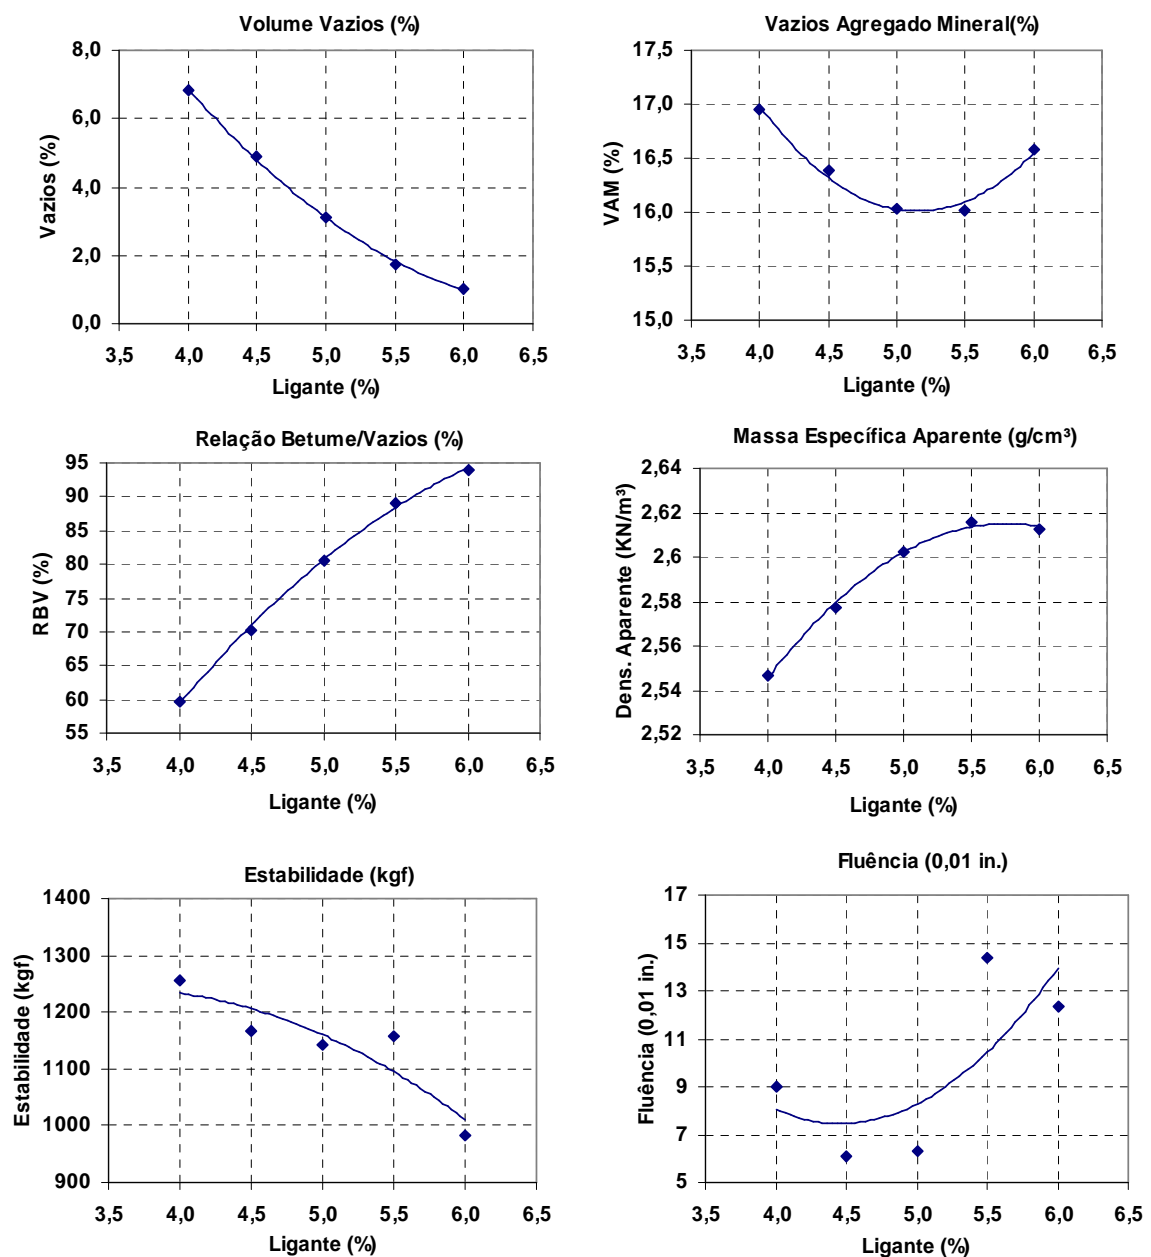 Volume Vazios (%)
8,0
6,0
4,0
2,0
0,0
Vazios (%)
3,5 4,0 4,5 5,0 5,5 6,0 6,5
Ligante (%)
Vazios Agregado Mineral(%)
17,5
17,0
16,5
16,0
15,5
15,0
VAM (%)
3,5 4,0 4,5 5,0 5,5 6,0 6,5
Ligante (%)
Relação Betume/Vazios (%)
95
90
85
80
75
70
65
60
55
RBV (%)
3,5 4,0 4,5 5,0 5,5 6,0 6,5
Ligante (%)
Massa Específica Aparente (g/cm³)
2,64
2,62
2,6
2,58
2,56
2,54
2,52
Dens. Aparente (KN/m³)
3,5 4,0 4,5 5,0 5,5 6,0 6,5
Ligante (%)
Estabilidade (kgf)
1400
1300
1200
1100
1000
900
Estabilidade (kgf)
3,5 4,0 4,5 5,0 5,5 6,0 6,5
Ligante (%)
Fluência (0,01 in.)
17
15
13
11
9
7
5
Fluência (0,01 in.)
3,5 4,0 4,5 5,0 5,5 6,0 6,5
Ligante (%)